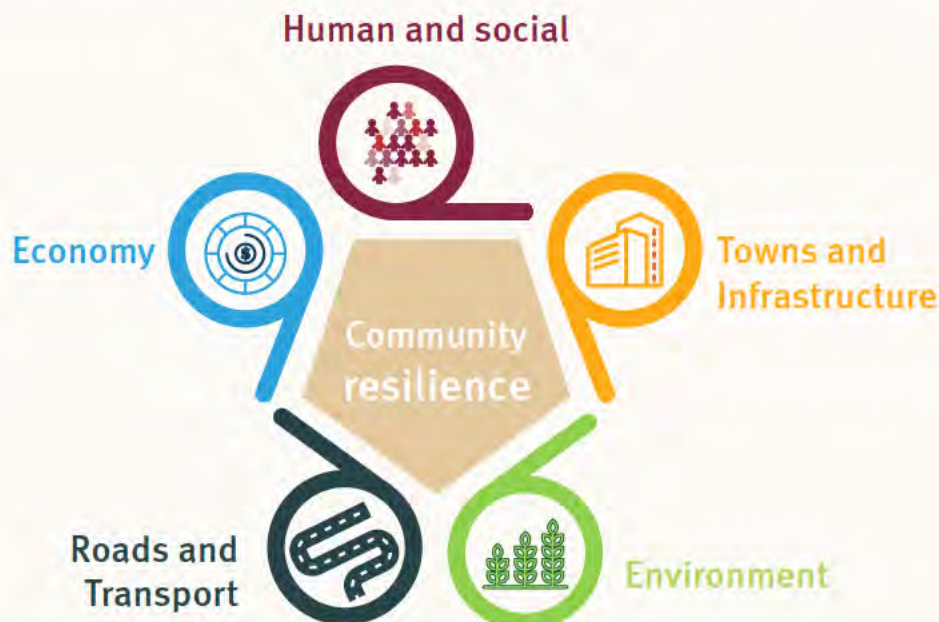 Human and social
Economy
Towns and
Infrastructure
Community
resilience
Roads and
Transport
Environment
$